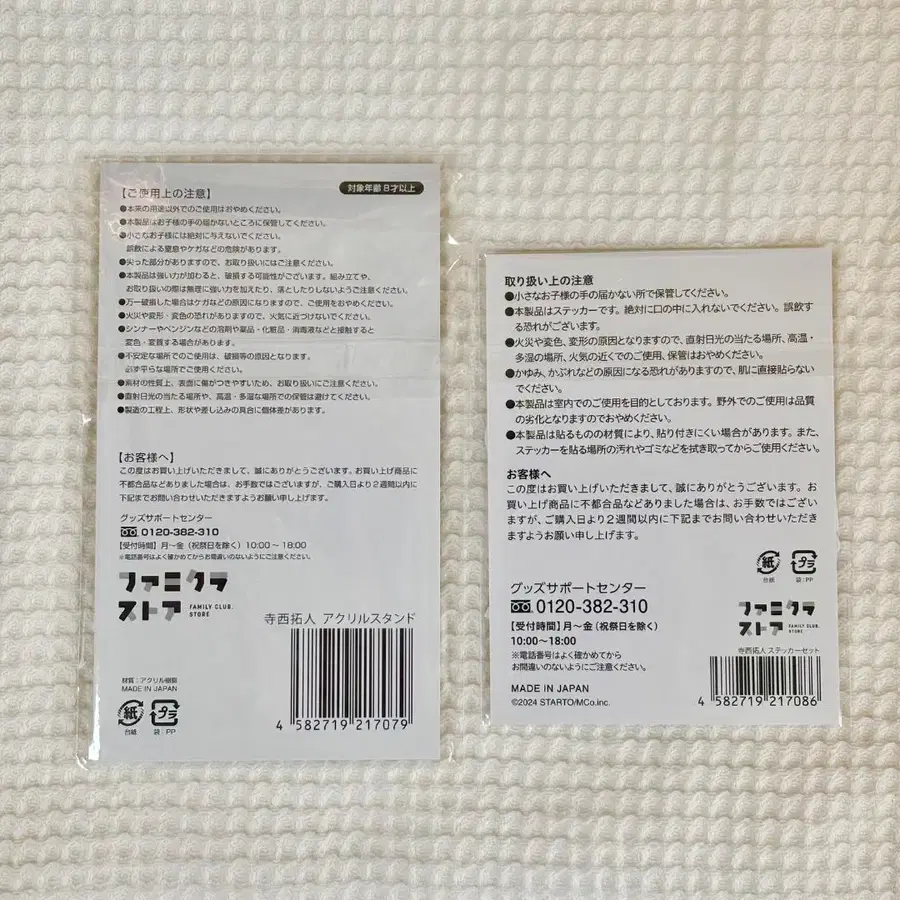 【ご使用上の注意】
対象年齢8才以上
●本来の用途以外でのご使用はおやめください。
●本製品はお子様の手の届かないところに保管してください。
●小さなお子様には絶対に与えないでください。
誤飲による窒息やケガなどの危険があります。
●尖った部分がありますので、お取り扱いにはご注意ください。
●本製品は強い力が加わると、破損する可能性がございます。組み立てや、
お取り扱いの際は無理に強い力を加えたり、落としたりしないようご注意ください。
●万一破損した場合はケガなどの原因になりますので、ご使用をおやめください。
●火災や変形・変色の恐れがありますので、火気に近づけないでください。
●シンナーやベンジンなどの溶剤や薬品・化粧品・消毒液などと接触すると
変色・変質する場合があります。
●不安定な場所でのご使用は、破損等の原因となります。
必ず平らな場所でご使用ください。
●素材の性質上、表面に傷がつきやすいため、お取り扱いにご注意ください。
●直射日光の当たる場所や、高温・多湿な場所での保管は避けてください。
●製造の工程上、形状や差し込みの具合に個体差があります。
【お客様へ】
この度はお買い上げいただきまして、誠にありがとうございます。お買い上げ商品に
不都合品などありました場合は、お手数ではございますが、ご購入日より2週間以内に
下記までお問い合わせいただきますようお願い申し上げます。
グッズサポートセンター
0120-382-310
【受付時間】月〜金(祝祭日を除く)10:00〜18:00
※電話番号はよく確かめてからお間違いのないようにご注意ください。
ファミクラ
ストア FAMILY CLUB.
STORE
寺西拓人 アクリルスタンド
材質:アクリル樹脂
MADE IN JAPAN
紙 プラ
台紙 袋:PP
4 582719 217079
取り扱い上の注意
●小さなお子様の手の届かない所で保管してください。
●本製品はステッカーです。絶対に口の中に入れないでください。誤飲す
る恐れがございます。
●火災や変色、変形の原因となりますので、直射日光の当たる場所、高温・
多湿の場所、火気の近くでのご使用、保管はおやめください。
●かゆみ、かぶれなどの原因になる恐れがありますので、肌に直接貼らない
でください。
●本製品は室内でのご使用を目的としております。野外でのご使用は品質
の劣化となりますのでおやめください。
●本製品は貼るものの材質により、貼り付きにくい場合があります。また、
ステッカーを貼る場所の汚れやゴミなどを拭き取ってからご使用ください。
お客様へ
この度はお買い上げいただきまして、誠にありがとうございます。お
買い上げ商品に不都合品などありました場合は、お手数ではござい
ますが、ご購入日より2週間以内に下記までお問い合わせいただき
ますようお願い申し上げます。
紙 プラ
台紙 袋:PP
グッズサポートセンター
0120-382-310
【受付時間】月〜金(祝祭日を除く)
10:00〜18:00
※電話番号はよく確かめてから
お間違いのないようにご注意ください。
MADE IN JAPAN
©2024 STARTO/MCo.inc.
ファミクラ
ストア FAMILY CLUB.
STORE
寺西拓人 ステッカーセット
4 582719 217086